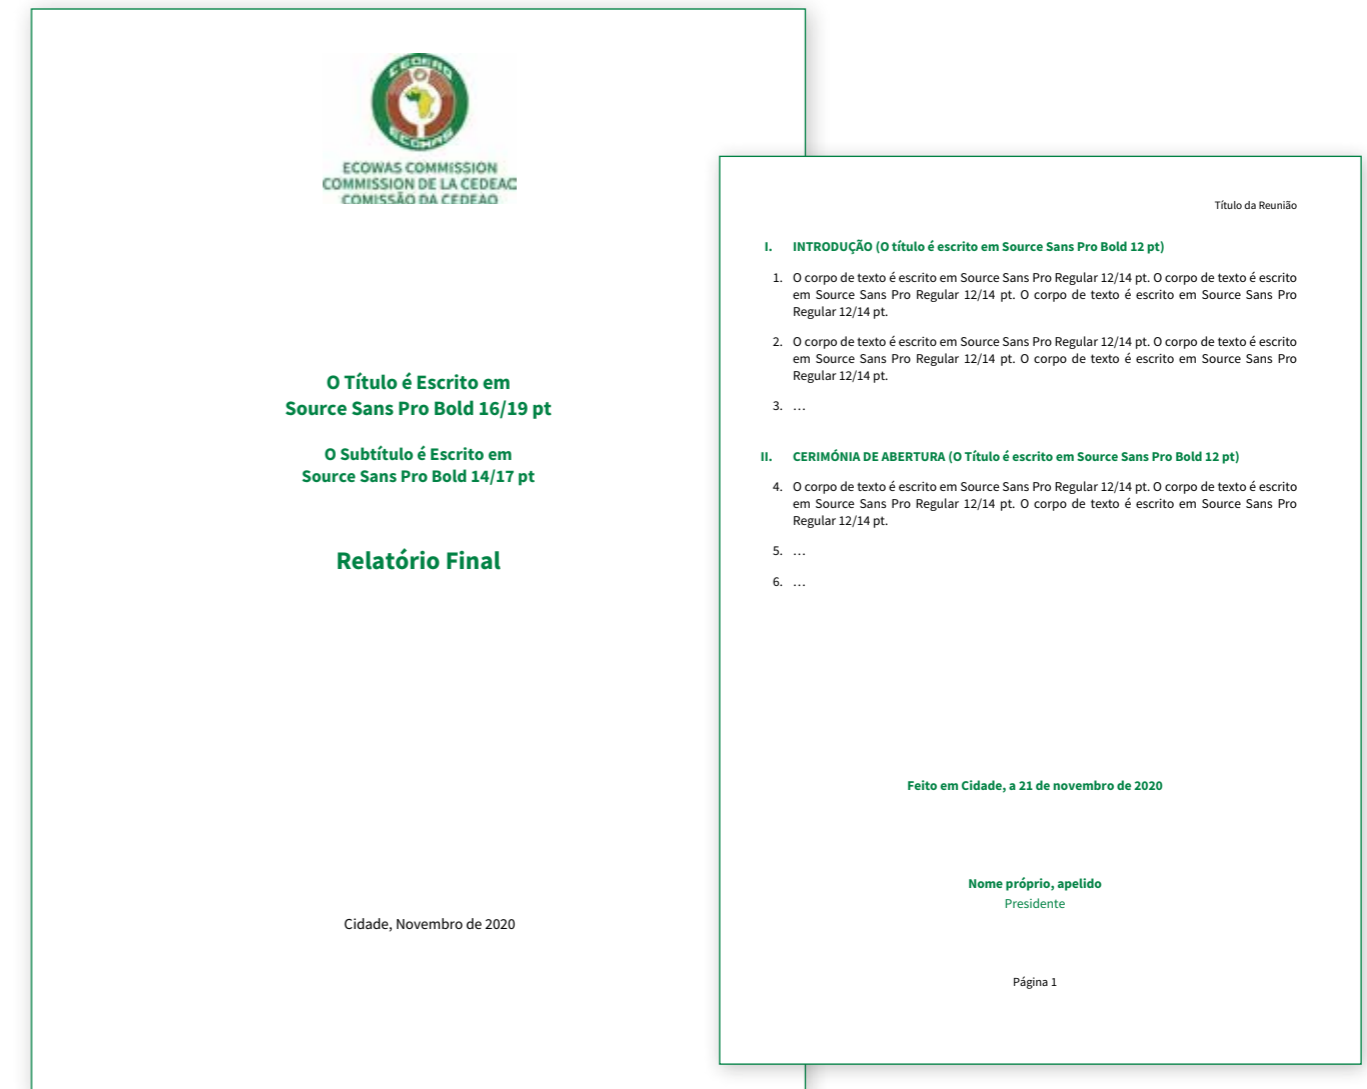 CEDEAO
ECOWAS
ECOWAS COMMISSION
COMMISSION DE LA CEDEAC
COMISSÃO DA CEDEAO
O Título é Escrito em
Source Sans Pro Bold 16/19 pt
O Subtítulo é Escrito em
Source Sans Pro Bold 14/17 pt
Relatório Final
Cidade, Novembro de 2020
Título da Reunião
I. INTRODUÇÃO (O título é escrito em Source Sans Pro Bold 12 pt)
1. O corpo de texto é escrito em Source Sans Pro Regular 12/14 pt. O corpo de texto é escrito
em Source Sans Pro Regular 12/14 pt. O corpo de texto é escrito em Source Sans Pro
Regular 12/14 pt.
2. O corpo de texto é escrito em Source Sans Pro Regular 12/14 pt. O corpo de texto é escrito
em Source Sans Pro Regular 12/14 pt. O corpo de texto é escrito em Source Sans Pro
Regular 12/14 pt.
3. …
II. CERIMÓNIA DE ABERTURA (O Título é escrito em Source Sans Pro Bold 12 pt)
4. O corpo de texto é escrito em Source Sans Pro Regular 12/14 pt. O corpo de texto é escrito
em Source Sans Pro Regular 12/14 pt. O corpo de texto é escrito em Source Sans Pro
Regular 12/14 pt.
5. …
6. …
Feito em Cidade, a 21 de novembro de 2020
Nome próprio, apelido
Presidente
Página 1